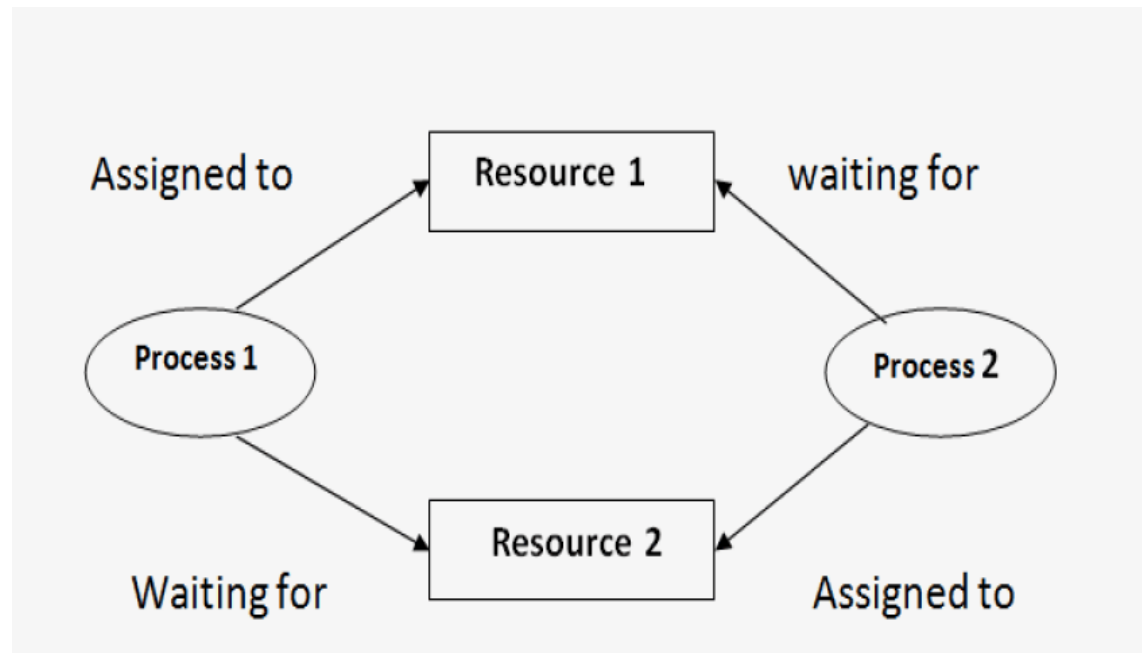 Assigned to
Resource 1
waiting for
Process 1
Process 2
Resource 2
Waiting for
Assigned to